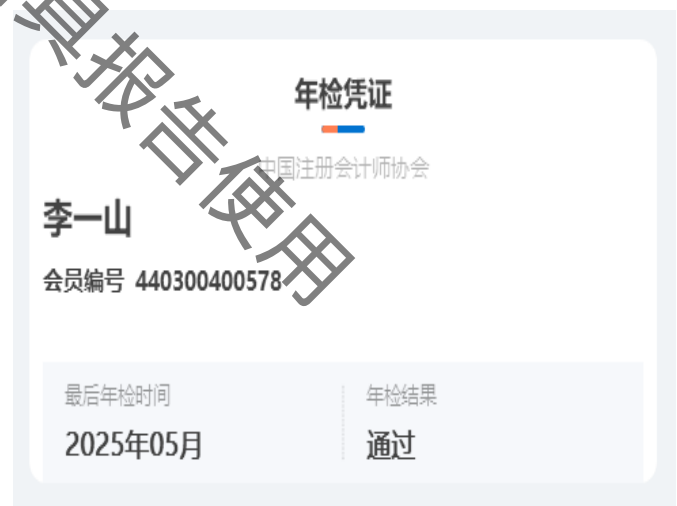 年检凭证
中国注册会计师协会
李一山
会员编号 440300400578
最后年检时间
年检结果
2025年05月
通过
报告使用